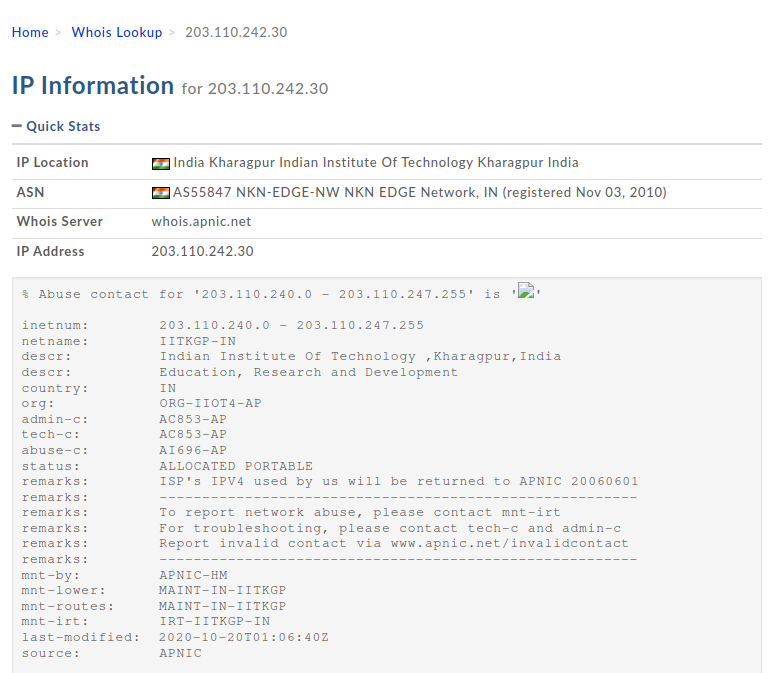 Home > Whois Lookup > 203.110.242.30
IP Information for 203.110.242.30
Quick Stats
IP Location India Kharagpur Indian Institute Of Technology Kharagpur India
ASN AS55847 NKN-EDGE-NW NKN EDGE Network, IN (registered Nov 03, 2010)
Whois Server whois.apnic.net
IP Address 203.110.242.30
% Abuse contact for '203.110.240.0 - 203.110.247.255' is ''
inetnum: 203.110.240.0 - 203.110.247.255
netname: IITKGP-IN
descr: Indian Institute Of Technology ,Kharagpur,India
descr: Education, Research and Development
country: IN
org: ORG-IIOT4-AP
admin-c: AC853-AP
tech-c: AC853-AP
abuse-c: AI696-AP
status: ALLOCATED PORTABLE
remarks: ISP's IPV4 used by us will be returned to APNIC 20060601
remarks: --------------------------------------------------------
remarks: To report network abuse, please contact mnt-irt
remarks: For troubleshooting, please contact tech-c and admin-c
remarks: Report invalid contact via www.apnic.net/invalidcontact
remarks: --------------------------------------------------------
mnt-by: APNIC-HM
mnt-lower: MAINT-IN-IITKGP
mnt-routes: MAINT-IN-IITKGP
mnt-irt: IRT-IITKGP-IN
last-modified: 2020-10-20T01:06:40Z
source: APNIC